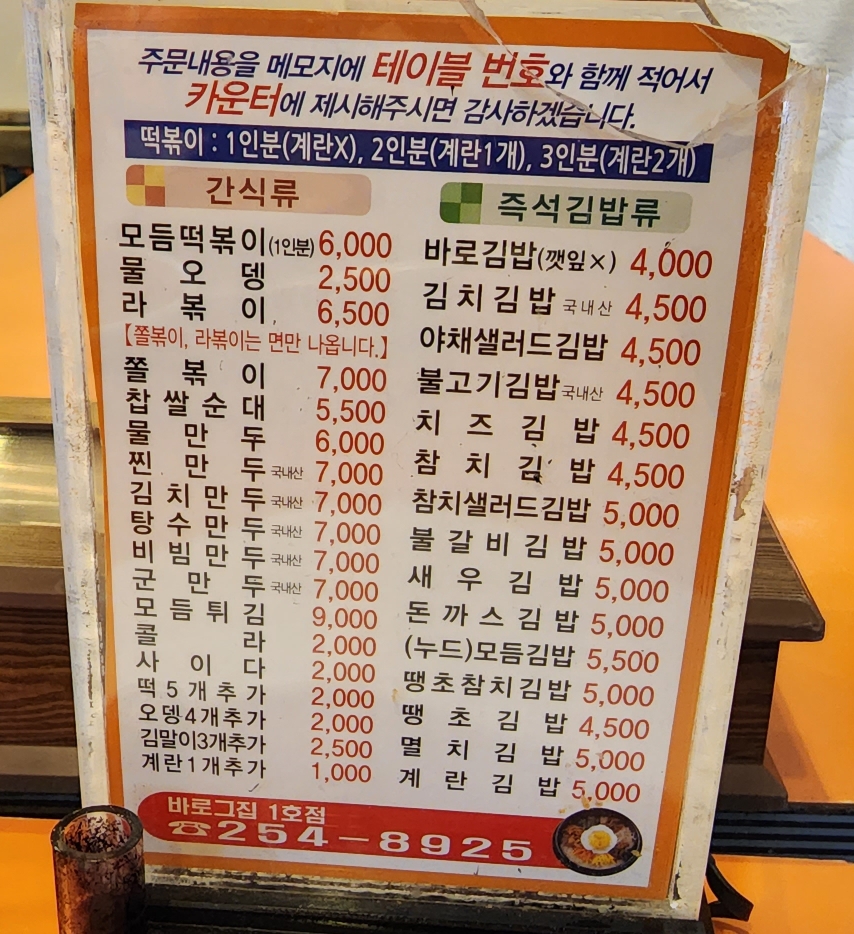 주문내용을 메모지에 테이블 번호와 함께 적어서
카운터에 제시해주시면 감사하겠습니다.
떡볶이 : 1인분(계란X), 2인분(계란1개), 3인분(계란2개)
간식류
모듬떡볶이(1인분) 6,000
물 오 뎅 2,500
라 볶 이 6,500
【쫄볶이, 라볶이는 면만 나옵니다.】
쫄 볶 이 7,000
찹쌀순대 5,500
물 만 두 6,000
찐 만 두 국내산 7,000
김치만두 국내산 7,000
탕수만두 국내산 7,000
비빔만두 국내산 7,000
군 만 두 국내산 7,000
모듬튀김 9,000
콜 라 2,000
사 이 다 2,000
떡5개추가 2,000
오뎅4개추가 2,000
김말이3개추가 2,500
계란1개추가 1,000
즉석김밥류
바로김밥(깻잎×) 4,000
김치김밥 국내산 4,500
야채샐러드김밥 4,500
불고기김밥 국내산 4,500
치 즈 김 밥 4,500
참 치 김 밥 4,500
참치샐러드김밥 5,000
불갈비김밥 5,000
새 우 김 밥 5,000
돈까스김밥 5,000
(누드)모듬김밥 5,500
땡초참치김밥 5,000
땡 초 김 밥 4,500
멸 치 김 밥 5,000
계 란 김 밥 5,000
바로그집 1호점
☎254-8925